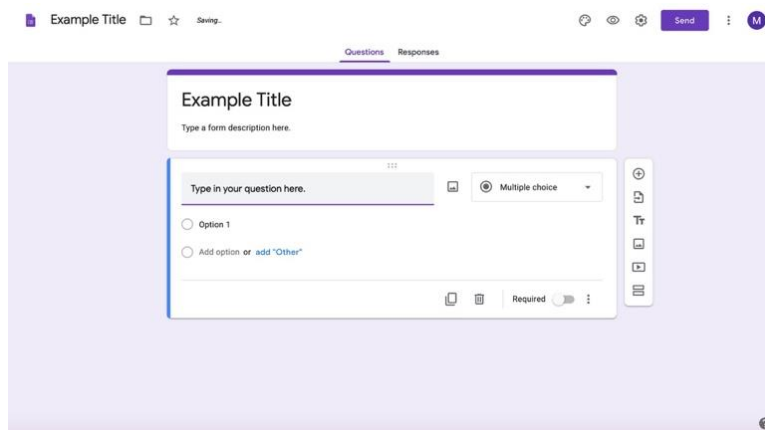 Example Title
Saving...
Send
M
Questions Responses
Example Title
Type a form description here.
Type in your question here.
Multiple choice
Tт
Option 1
Add option or add "Other"
Required